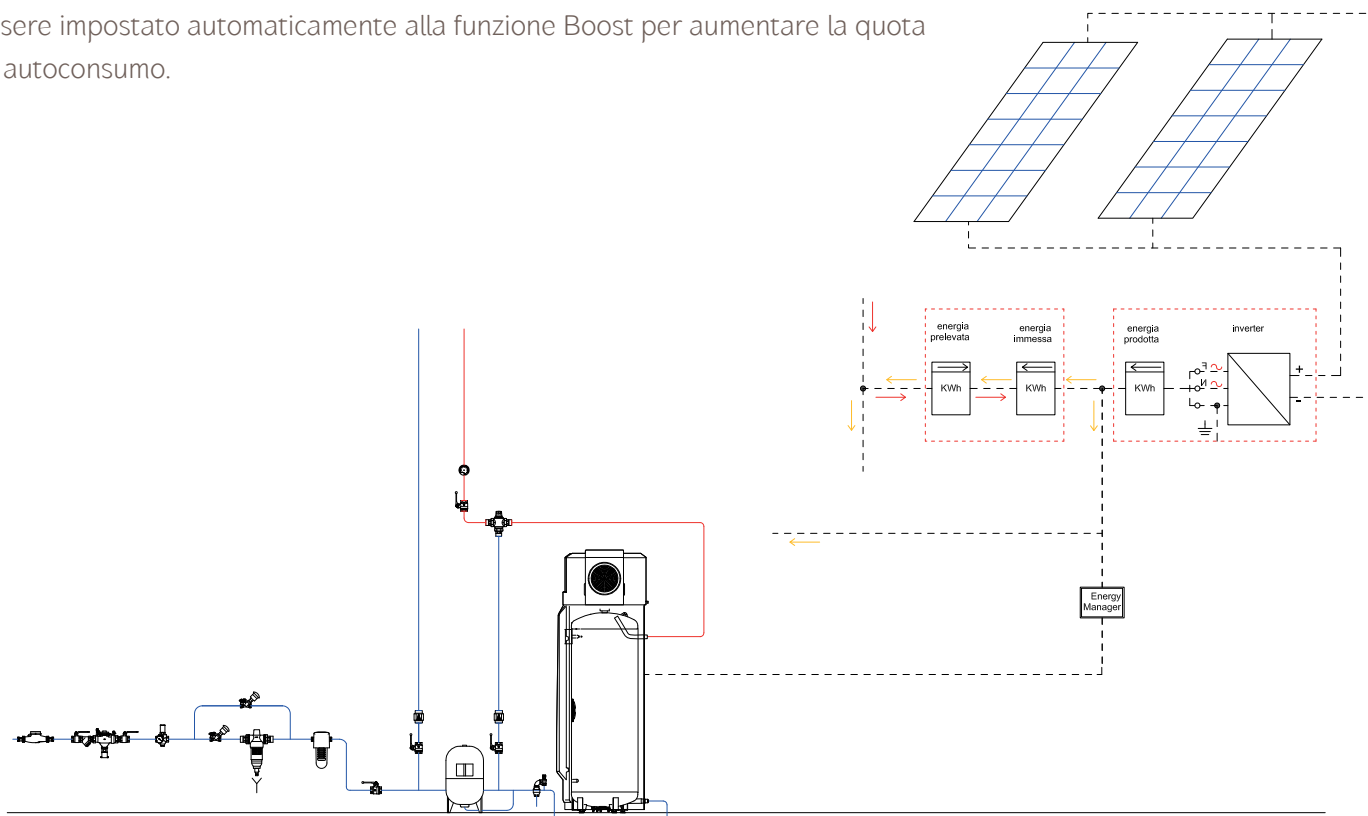 sere impostato automaticamente alla funzione Boost per aumentare la quota
autoconsumo.
energia
prelevata
energia
immessa
energia
prodotta
inverter
KWh
KWh
KWh
F
N
+
-
Energy
Manager